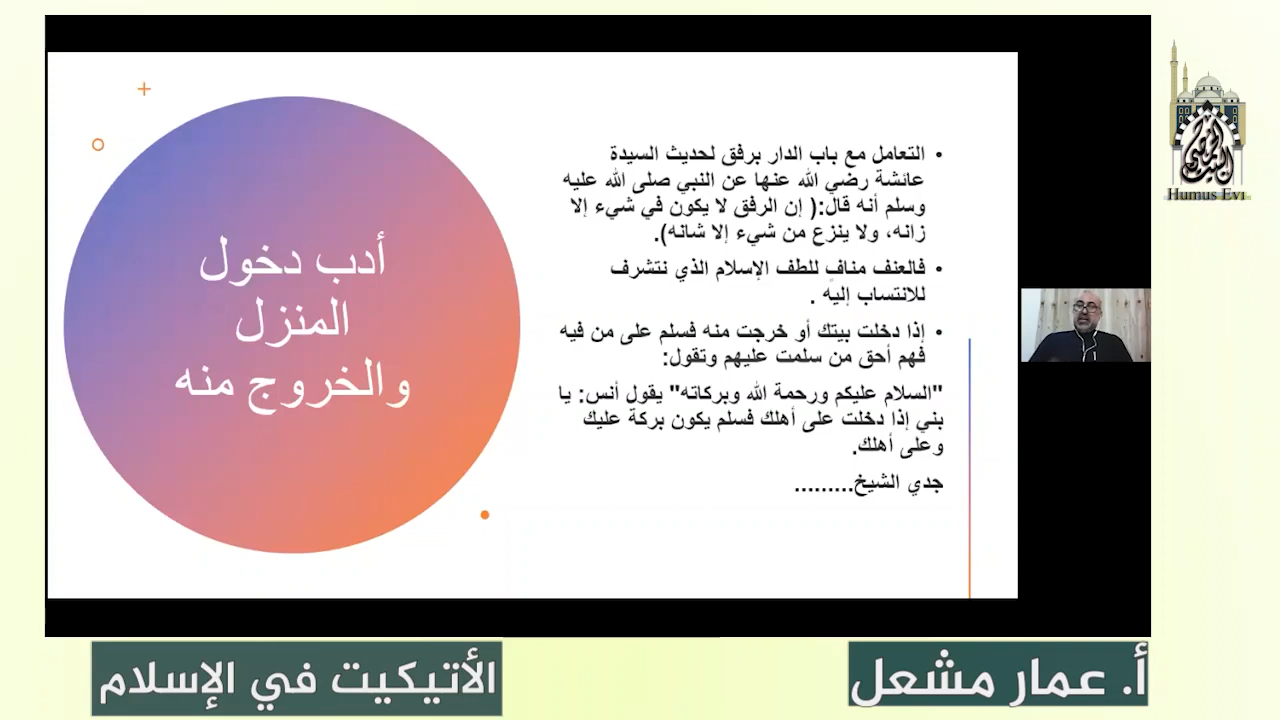 أدب دخول
المنزل
والخروج منه
• التعامل مع باب الدار برفق لحديث السيدة
عائشة رضي الله عنها عن النبي صلى الله عليه
وسلم أنه قال:( إن الرفق لا يكون في شيء إلا
زانه، ولا ينزع من شيء إلا شانه).
• فالعنف منافٍ للطف الإسلام الذي نتشرف
للانتساب إليه .
• إذا دخلت بيتك أو خرجت منه فسلم على من فيه
فهم أحق من سلمت عليهم وتقول:
"السلام عليكم ورحمة الله وبركاته" يقول أنس: يا
بني إذا دخلت على أهلك فسلم يكون بركة عليك
وعلى أهلك.
جدي الشيخ.........
Humus Evi
أ. عمار مشعل
الأتيكيت في الإسلام